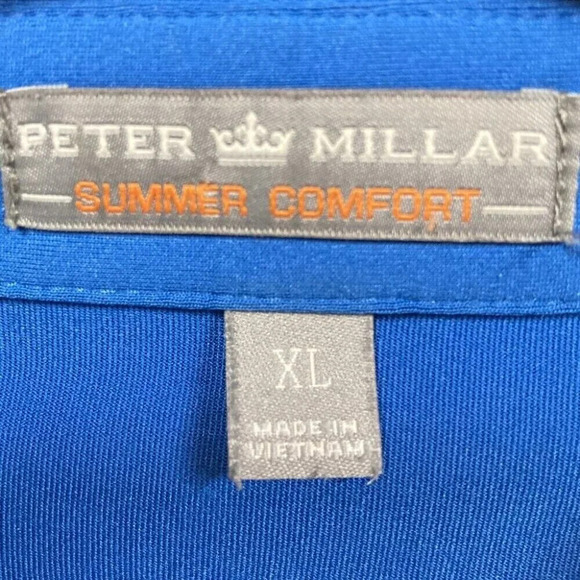 PETER MILLAR
SUMMER COMFORT
XL
MADE IN
VIETNAM